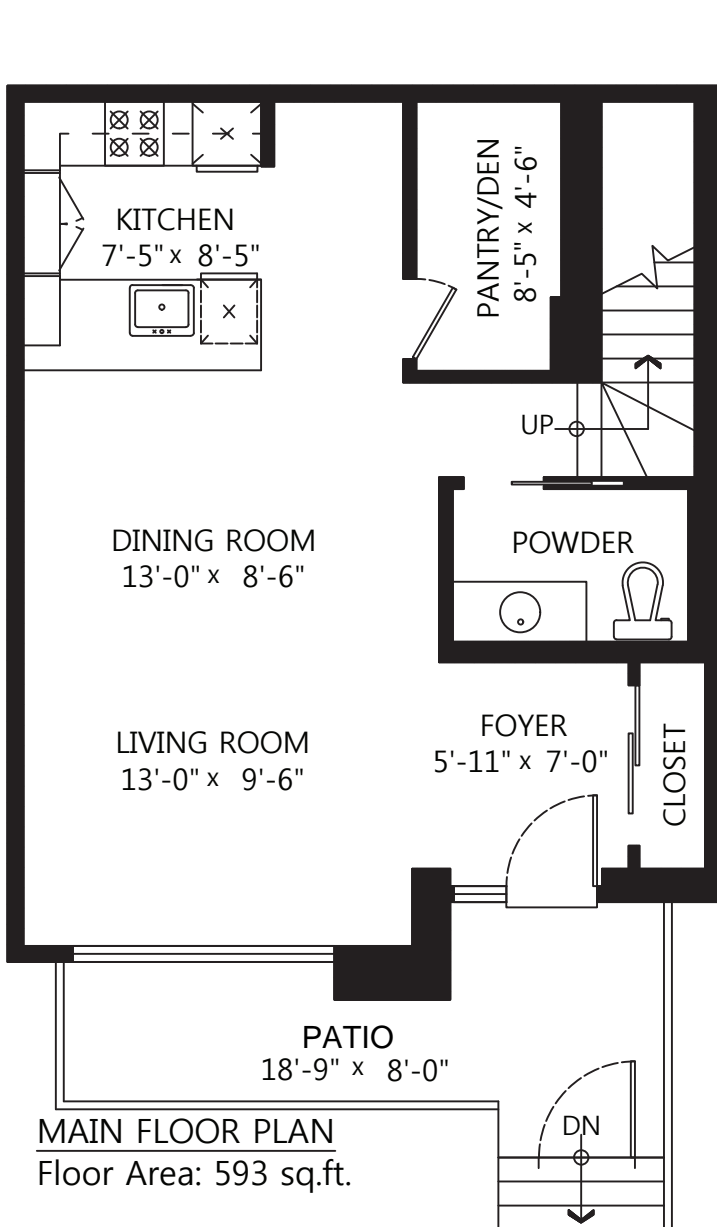 KITCHEN
7'-5" x 8'-5"
PANTRY/DEN
8'-5" x 4'-6"
UP
DINING ROOM
13'-0" x 8'-6"
POWDER
LIVING ROOM
13'-0" x 9'-6"
FOYER
5'-11" x 7'-0"
CLOSET
PATIO
18'-9" x 8'-0"
DN
MAIN FLOOR PLAN
Floor Area: 593 sq.ft.